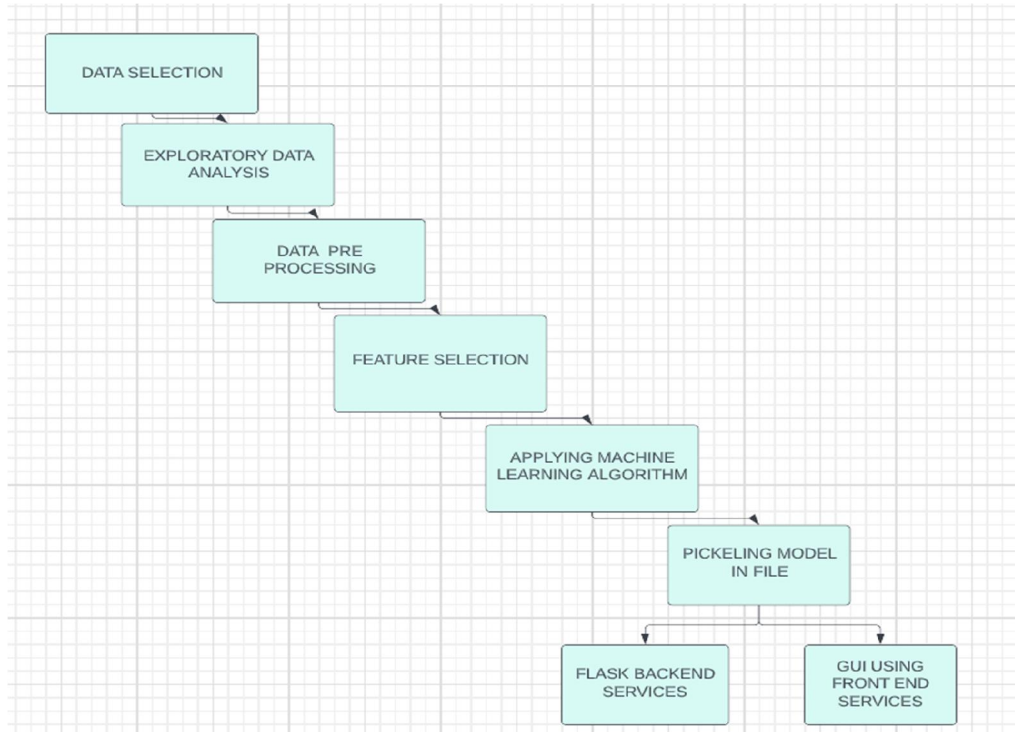 DATA SELECTION
EXPLORATORY DATA
ANALYSIS
DATA  PRE
PROCESSING
FEATURE SELECTION
APPLYING MACHINE
LEARNING ALGORITHM
PICKELING MODEL
IN FILE
FLASK BACKEND
SERVICES
GUI USING
FRONT END
SERVICES